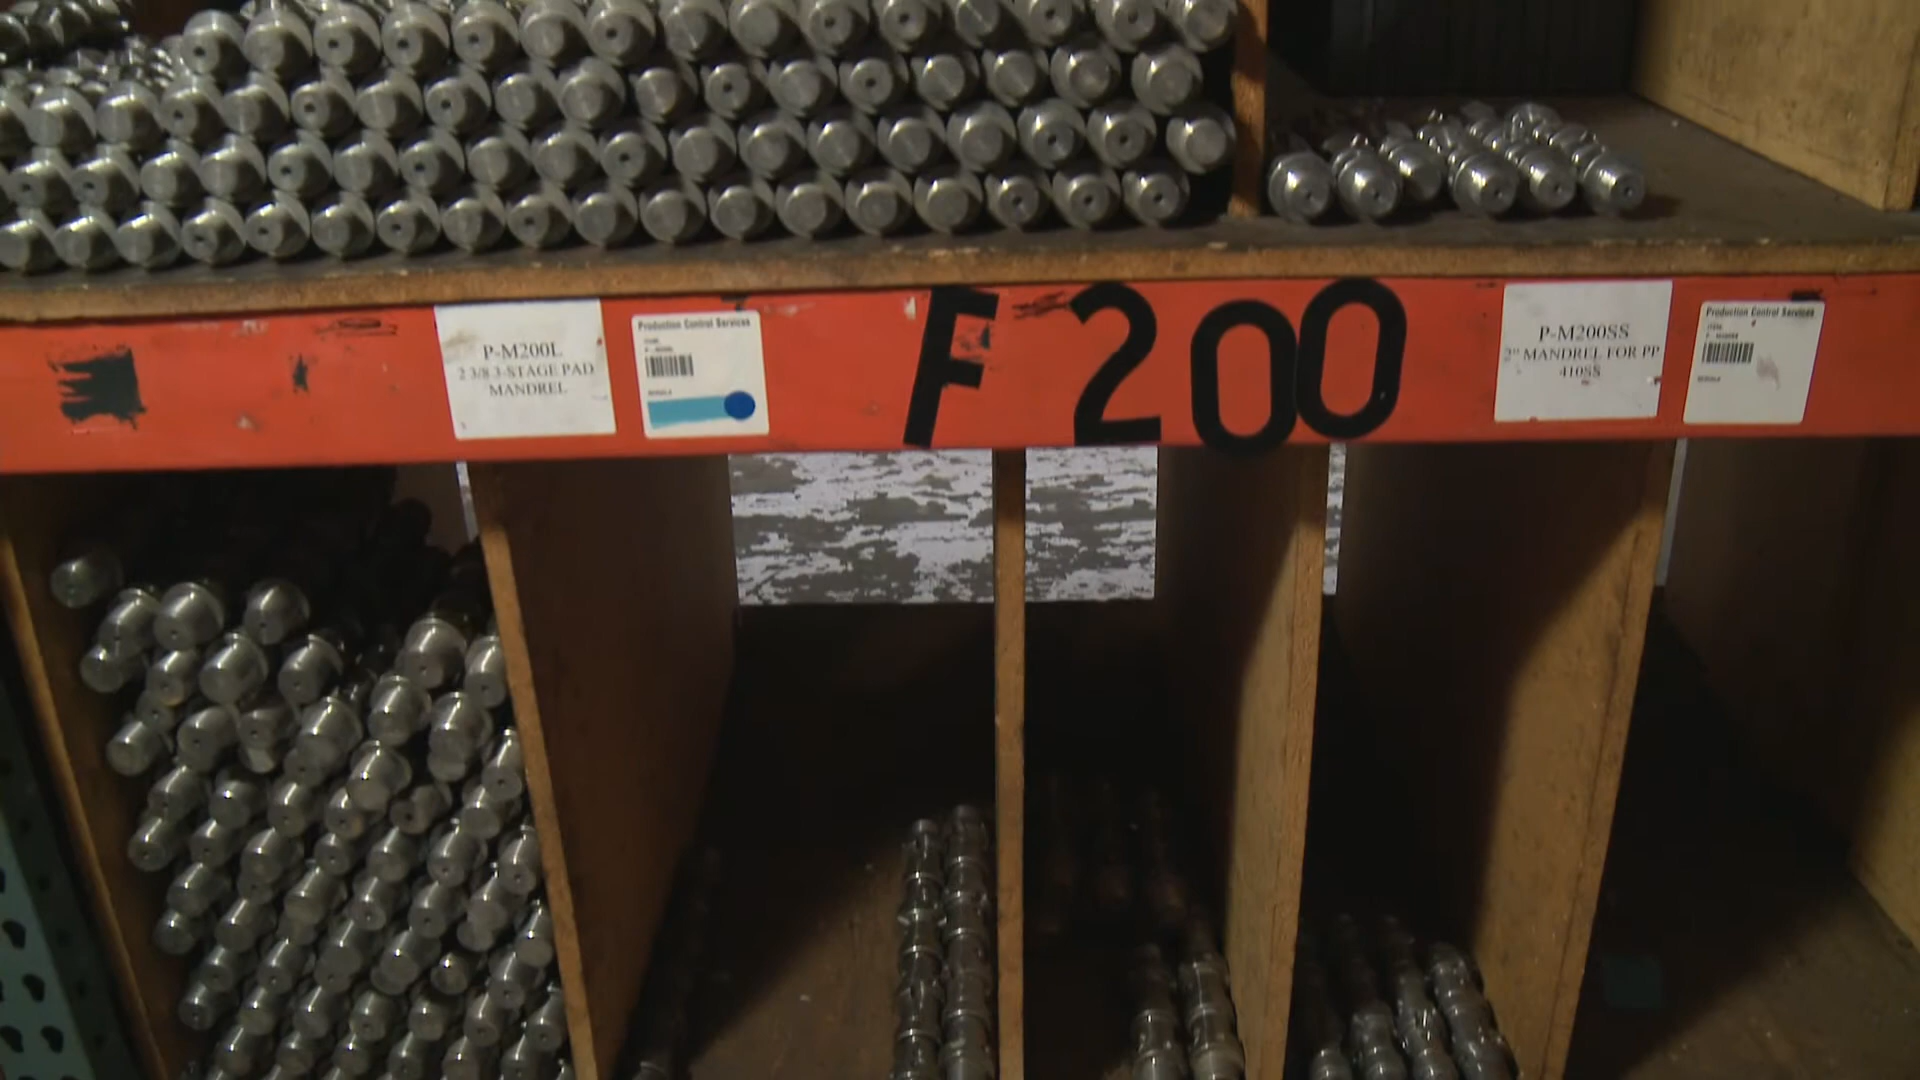 P-M200L
2 3/8 3-STAGE PAD
MANDREL
Production Control Services
F200
P-M200SS
2" MANDREL FOR PP
410SS
Production Control Services